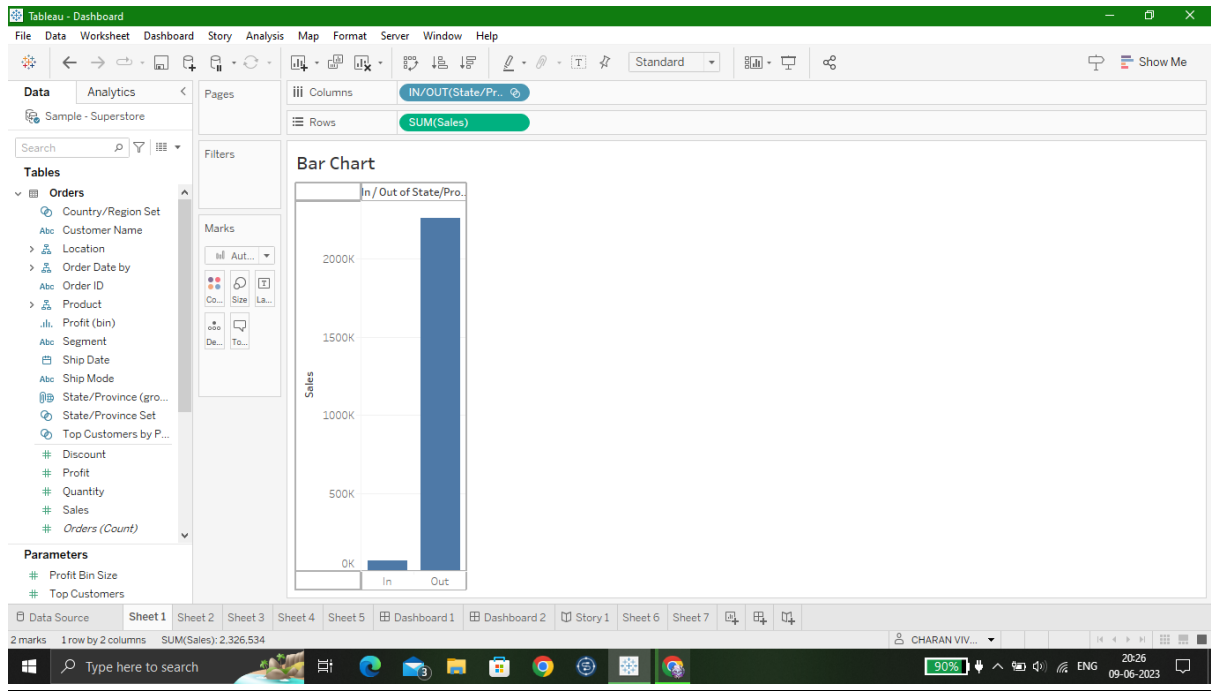 Tableau - Dashboard
File Data Worksheet Dashboard Story Analysis Map Format Server Window Help
Standard
Show Me
Data Analytics
Pages
Columns IN/OUT(State/Pr..
Sample - Superstore
Rows SUM(Sales)
Search
Filters
Bar Chart
Tables
Orders
In / Out of State/Pro..
Country/Region Set
Abc Customer Name
Marks
Location
Aut...
2000K
Order Date by
Abc Order ID
Co... Size La...
Product
Profit (bin)
De... To...
1500K
Abc Segment
Ship Date
Abc Ship Mode
Sales
State/Province (gro...
State/Province Set
1000K
Top Customers by P...
# Discount
# Profit
# Quantity
500K
# Sales
# Orders (Count)
Parameters
0K
# Profit Bin Size
In Out
# Top Customers
Data Source Sheet 1 Sheet 2 Sheet 3 Sheet 4 Sheet 5 Dashboard 1 Dashboard 2 Story 1 Sheet 6 Sheet 7
2 marks 1 row by 2 columns SUM(Sales): 2,326,534
CHARAN VIV...
Type here to search
3
90%
ENG
20:26
09-06-2023